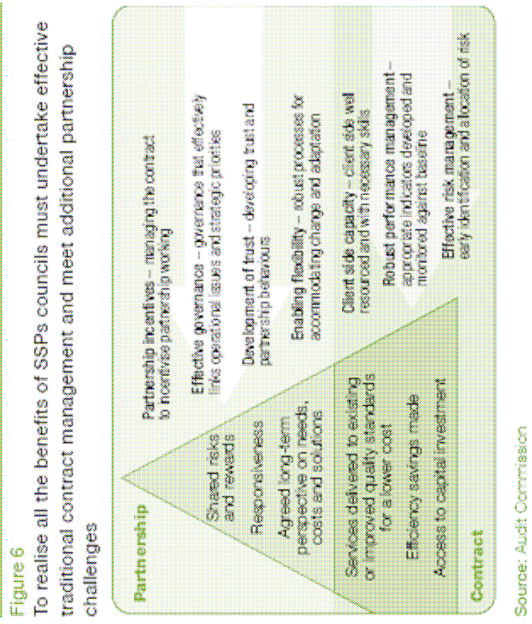 Figure 6
To realise all the benefits of SSPs councils must undertake effective
traditional contract management and meet additional partnership
challenges
Partnership
Shared risks
and rewards
Responsiveness
Agreed long-term
perspective on needs,
costs and solutions
Services delivered to existing
or improved quality standards
for a lower cost
Efficiency savings made
Access to capital investment
Contract
Partnership incentives – managing the contract
to incentivise partnership working
Effective governance – governance that effectively
links operational issues and strategic priorities
Development of trust – developing trust and
partnership behaviours
Enabling flexibility – robust processes for
accommodating change and adaptation
Client side capacity – client side well
resourced and with necessary skills
Robust performance management –
appropriate indicators developed and
monitored against baseline
Effective risk management –
early identification and allocation of risk
Source: Audit Commission